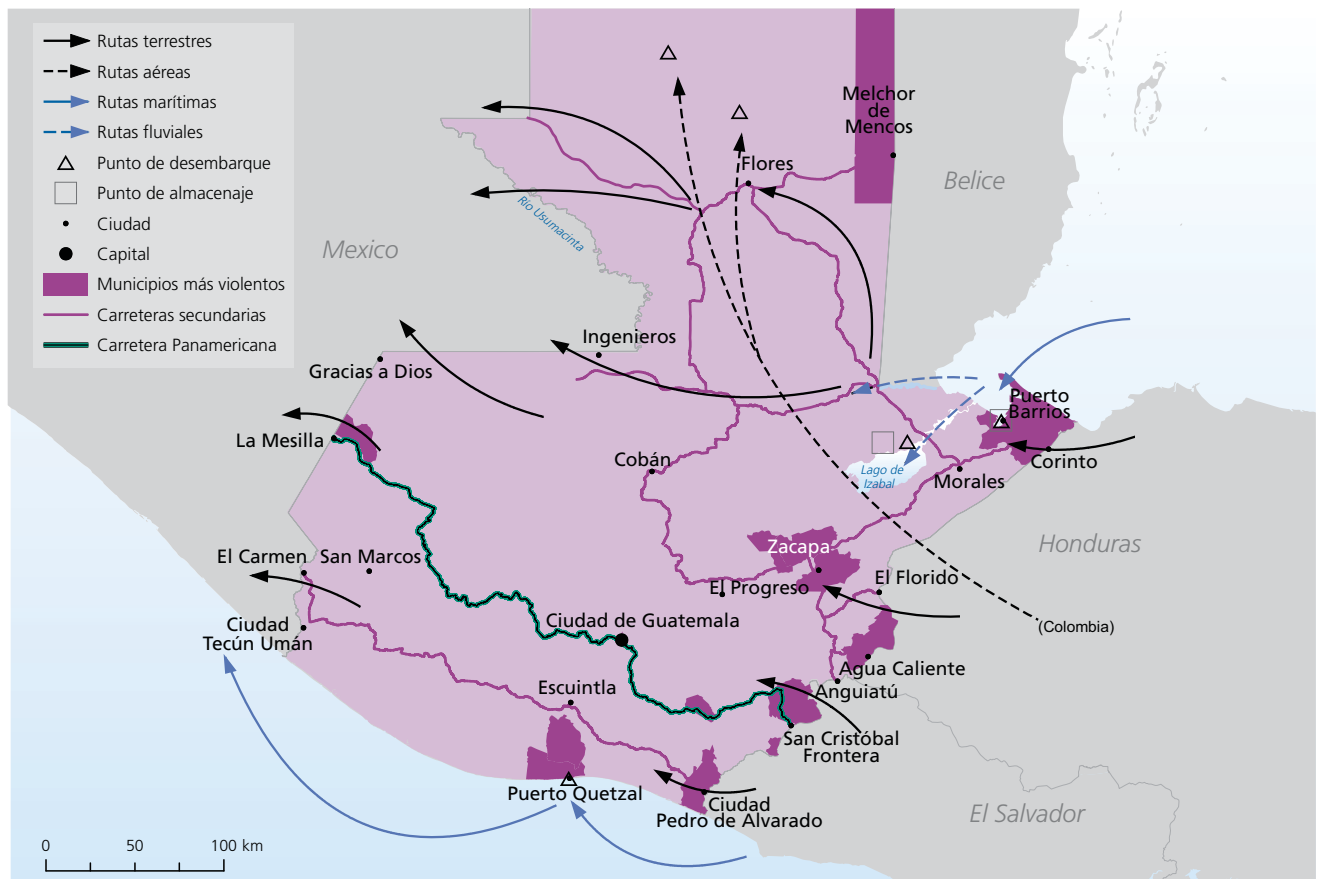 Rutas terrestres
Rutas aéreas
Rutas marítimas
Rutas fluviales
Punto de desembarque
Punto de almacenaje
Ciudad
Capital
Municipios más violentos
Carreteras secundarias
Carretera Panamericana
Melchor
de
Mencos
Flores
Belice
Rio Usumacinta
Mexico
Ingenieros
Gracias a Dios
Puerto
Barrios
La Mesilla
Cobán
Corinto
Lago de
Izabal
Morales
Honduras
Zacapa
El Carmen
San Marcos
El Progreso
El Florido
Ciudad
Tecún Umán
Ciudad de Guatemala
(Colombia)
Agua Caliente
Anguiatú
Escuintla
San Cristóbal
Frontera
Puerto Quetzal
Ciudad
Pedro de Alvarado
El Salvador
0 50 100 km